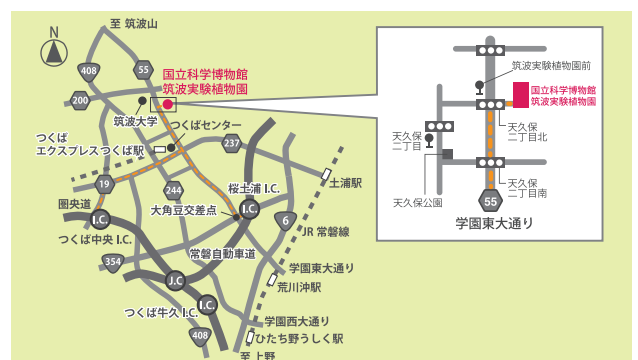 至 筑波山
N
55
408
国立科学博物館
筑波実験植物園
200
筑波大学
つくばセンター
つくば
エクスプレス つくば駅
237
19
244
土浦駅
桜土浦 I.C.
圏央道
大角豆交差点
I.C.
I.C.
6
つくば中央 I.C.
JR 常磐線
常磐自動車道
354
学園東大通り
J.C
荒川沖駅
I.C.
つくば牛久 I.C.
学園西大通り
408
ひたち野うしく駅
至 上野
筑波実験植物園前
国立科学博物館
筑波実験植物園
天久保
二丁目北
天久保
二丁目
天久保
二丁目南
天久保公園
55
学園東大通り